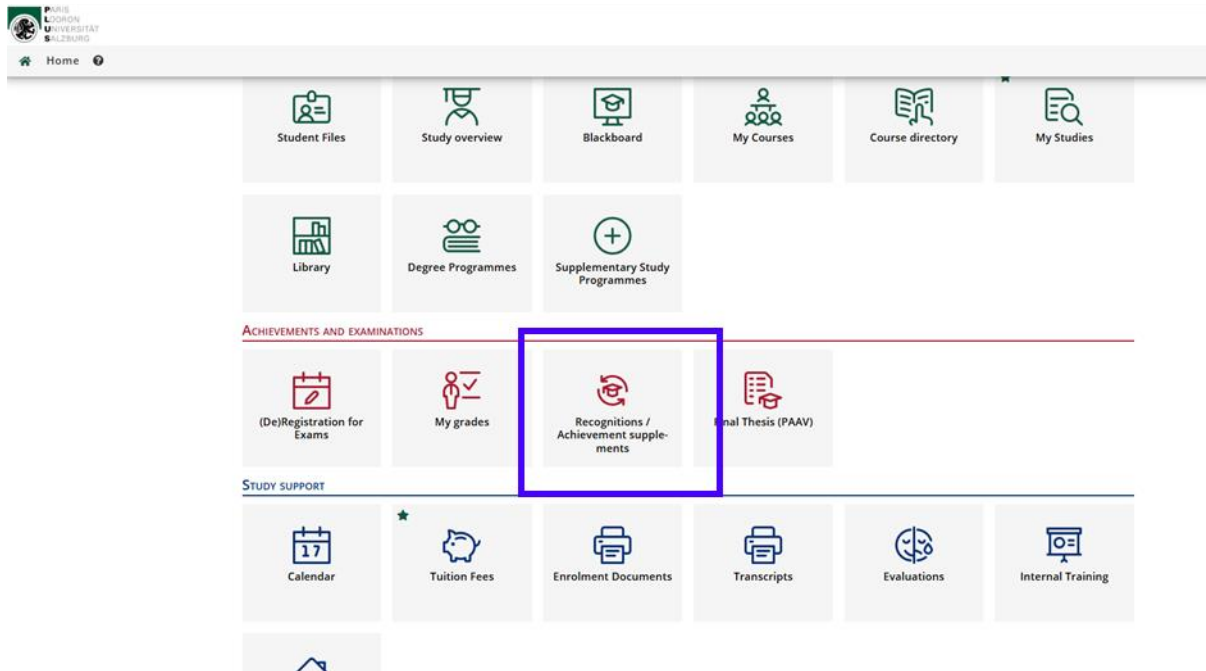 PARIS
LODRON
UNIVERSITÄT
SALZBURG
Home
Student Files
Study overview
Blackboard
My Courses
Course directory
My Studies
Library
Degree Programmes
Supplementary Study
Programmes
ACHIEVEMENTS AND EXAMINATIONS
(De)Registration for
Exams
My grades
Recognitions /
Achievement supple-
ments
nal Thesis (PAAV)
STUDY SUPPORT
17
Calendar
Tuition Fees
Enrolment Documents
Transcripts
Evaluations
Internal Training